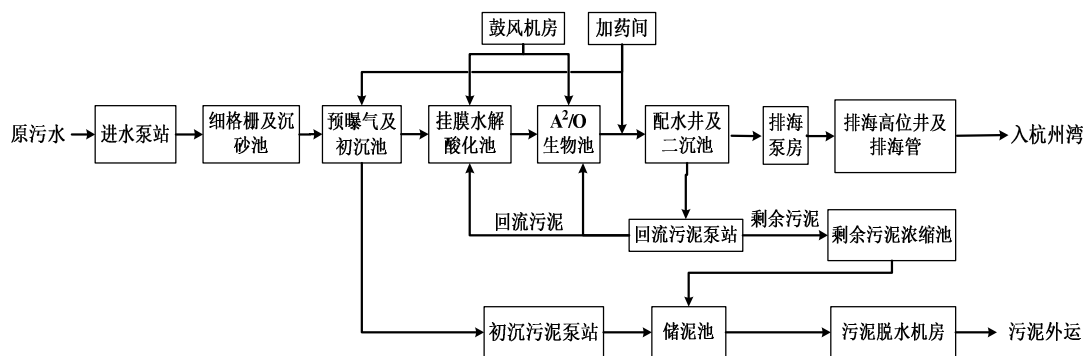 鼓风机房
加药间
原污水
进水泵站
细格栅及沉
砂池
预曝气及
初沉池
挂膜水解
酸化池
A²/O
生物池
配水井及
二沉池
排海
泵房
排海高位井及
排海管
入杭州湾
回流污泥
回流污泥泵站
剩余污泥
剩余污泥浓缩池
初沉污泥泵站
储泥池
污泥脱水机房
污泥外运